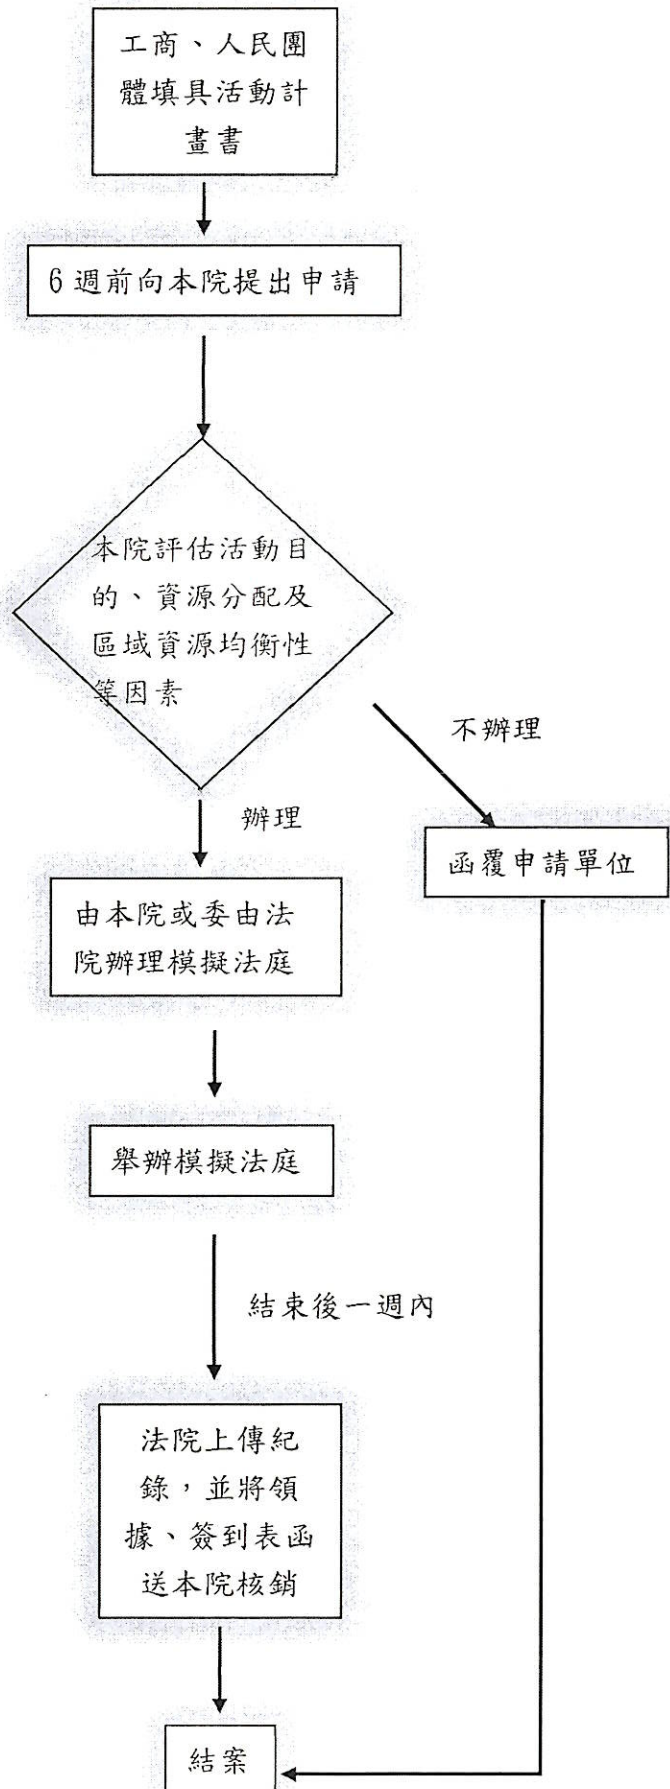 工商、人民團
體填具活動計
畫書
6 週前向本院提出申請
本院評估活動目
的、資源分配及
區域資源均衡性
等因素
不辦理
辦理
函覆申請單位
由本院或委由法
院辦理模擬法庭
舉辦模擬法庭
結束後一週內
法院上傳紀
錄，並將領
據、簽到表函
送本院核銷
結案